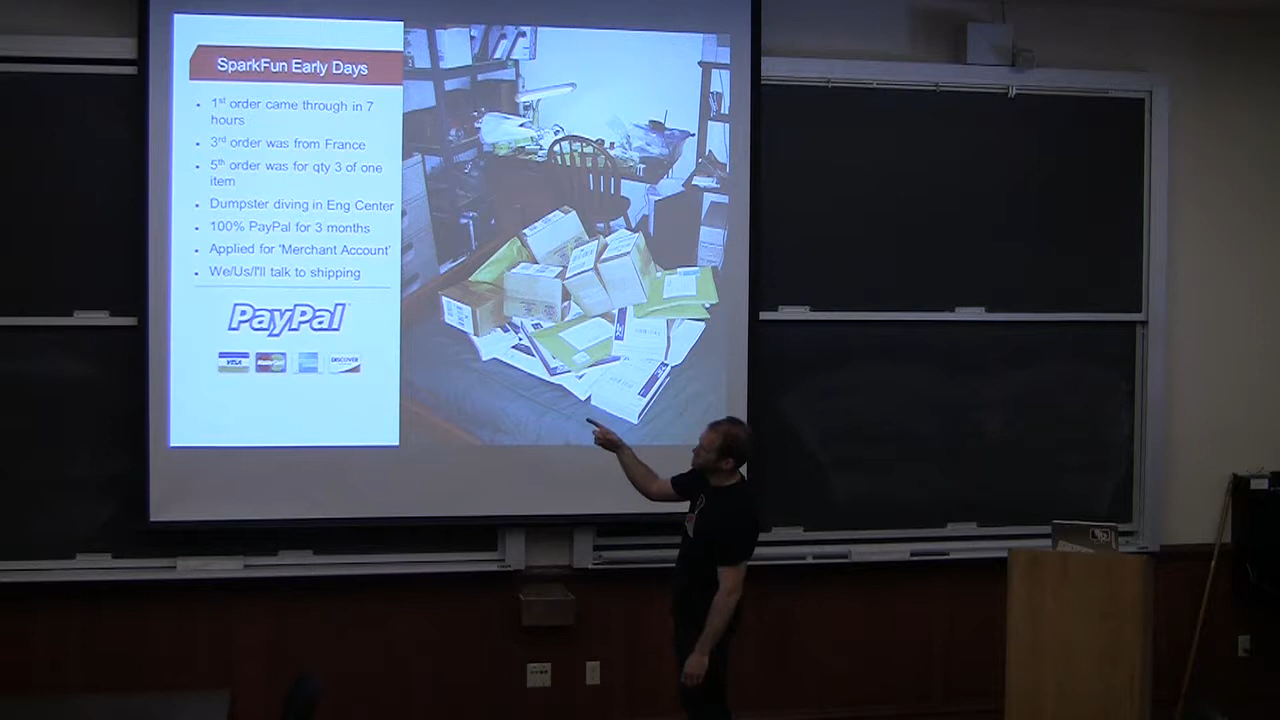 SparkFun Early Days
1st order came through in 7
hours
3rd order was from France
5th order was for qty 3 of one
item
Dumpster diving in Eng Center
100% PayPal for 3 months
Applied for 'Merchant Account'
We/Us/I'll talk to shipping
PayPal
VISA
DISCOVER